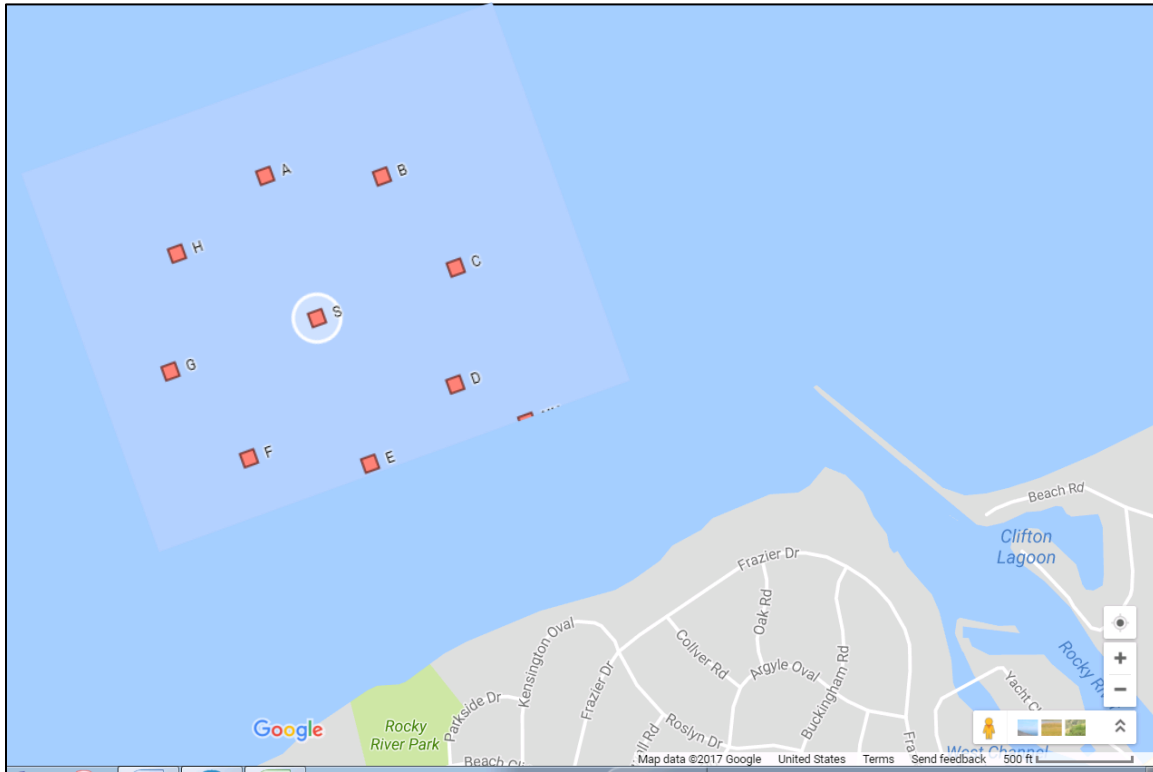 A
B
H
C
S
G
D
F
E
Beach Rd
Clifton
Lagoon
Frazier Dr
Oak Rd
Kensington Oval
Collyer Rd
Argyle Oval
Buckingham Rd
Frazier Dr
Parkside Dr
Rocky
River Park
Roslyn Dr
Google
Map data ©2017 Google United States Terms Send feedback 500 ft